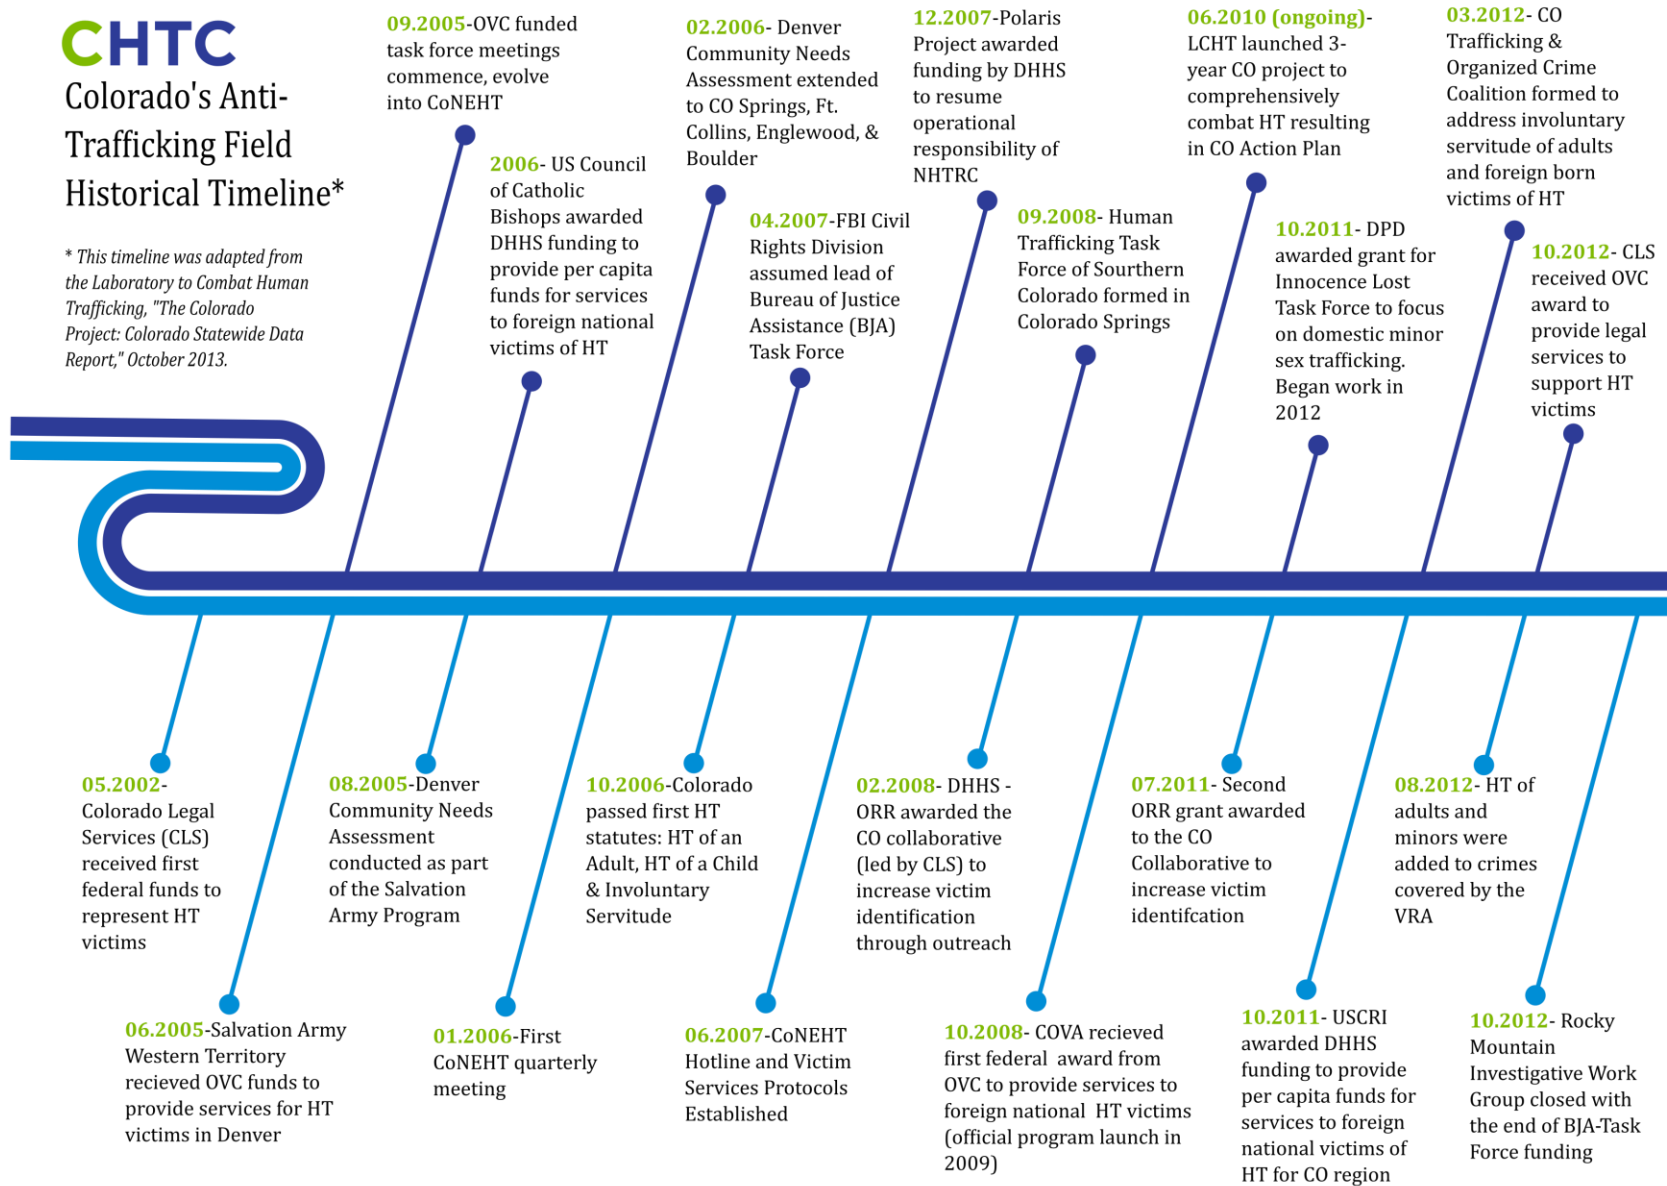 CHTC
Colorado's Anti-
Trafficking Field
Historical Timeline*
* This timeline was adapted from
the Laboratory to Combat Human
Trafficking, "The Colorado
Project: Colorado Statewide Data
Report," October 2013.
09.2005-OVC funded
task force meetings
commence, evolve
into CoNEHT
2006- US Council
of Catholic
Bishops awarded
DHHS funding to
provide per capita
funds for services
to foreign national
victims of HT
02.2006- Denver
Community Needs
Assessment extended
to CO Springs, Ft.
Collins, Englewood, &
Boulder
04.2007-FBI Civil
Rights Division
assumed lead of
Bureau of Justice
Assistance (BJA)
Task Force
12.2007-Polaris
Project awarded
funding by DHHS
to resume
operational
responsibility of
NHTRC
09.2008- Human
Trafficking Task
Force of Sourthern
Colorado formed in
Colorado Springs
06.2010 (ongoing)-
LCHT launched 3-
year CO project to
comprehensively
combat HT resulting
in CO Action Plan
10.2011- DPD
awarded grant for
Innocence Lost
Task Force to focus
on domestic minor
sex trafficking.
Began work in
2012
03.2012- CO
Trafficking &
Organized Crime
Coalition formed to
address involuntary
servitude of adults
and foreign born
victims of HT
10.2012- CLS
received OVC
award to
provide legal
services to
support HT
victims
05.2002-
Colorado Legal
Services (CLS)
received first
federal funds to
represent HT
victims
06.2005-Salvation Army
Western Territory
recieved OVC funds to
provide services for HT
victims in Denver
08.2005-Denver
Community Needs
Assessment
conducted as part
of the Salvation
Army Program
01.2006-First
CoNEHT quarterly
meeting
10.2006-Colorado
passed first HT
statutes: HT of an
Adult, HT of a Child
& Involuntary
Servitude
06.2007-CoNEHT
Hotline and Victim
Services Protocols
Established
02.2008- DHHS -
ORR awarded the
CO collaborative
(led by CLS) to
increase victim
identification
through outreach
10.2008- COVA recieved
first federal award from
OVC to provide services to
foreign national HT victims
(official program launch in
2009)
07.2011- Second
ORR grant awarded
to the CO
Collaborative to
increase victim
identifcation
10.2011- USCRI
awarded DHHS
funding to provide
per capita funds for
services to foreign
national victims of
HT for CO region
08.2012- HT of
adults and
minors were
added to crimes
covered by the
VRA
10.2012- Rocky
Mountain
Investigative Work
Group closed with
the end of BJA-Task
Force funding